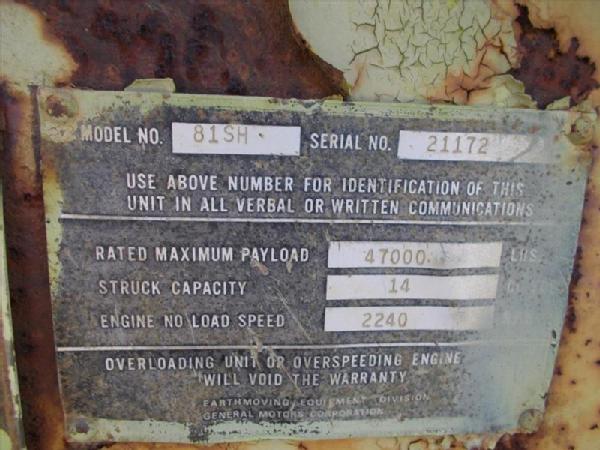 MODEL NO. 81SH SERIAL NO. 21172
USE ABOVE NUMBER FOR IDENTIFICATION OF THIS
UNIT IN ALL VERBAL OR WRITTEN COMMUNICATIONS
RATED MAXIMUM PAYLOAD 47000 LBS.
STRUCK CAPACITY 14
ENGINE NO LOAD SPEED 2240
OVERLOADING UNIT OR OVERSPEEDING ENGINE
WILL VOID THE WARRANTY
EARTHMOVING EQUIPMENT DIVISION
GENERAL MOTORS CORPORATION